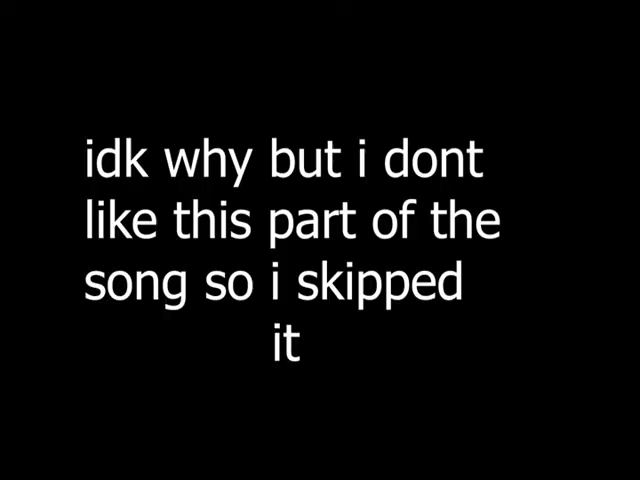 idk why but i dont
like this part of the
song so i skipped
it